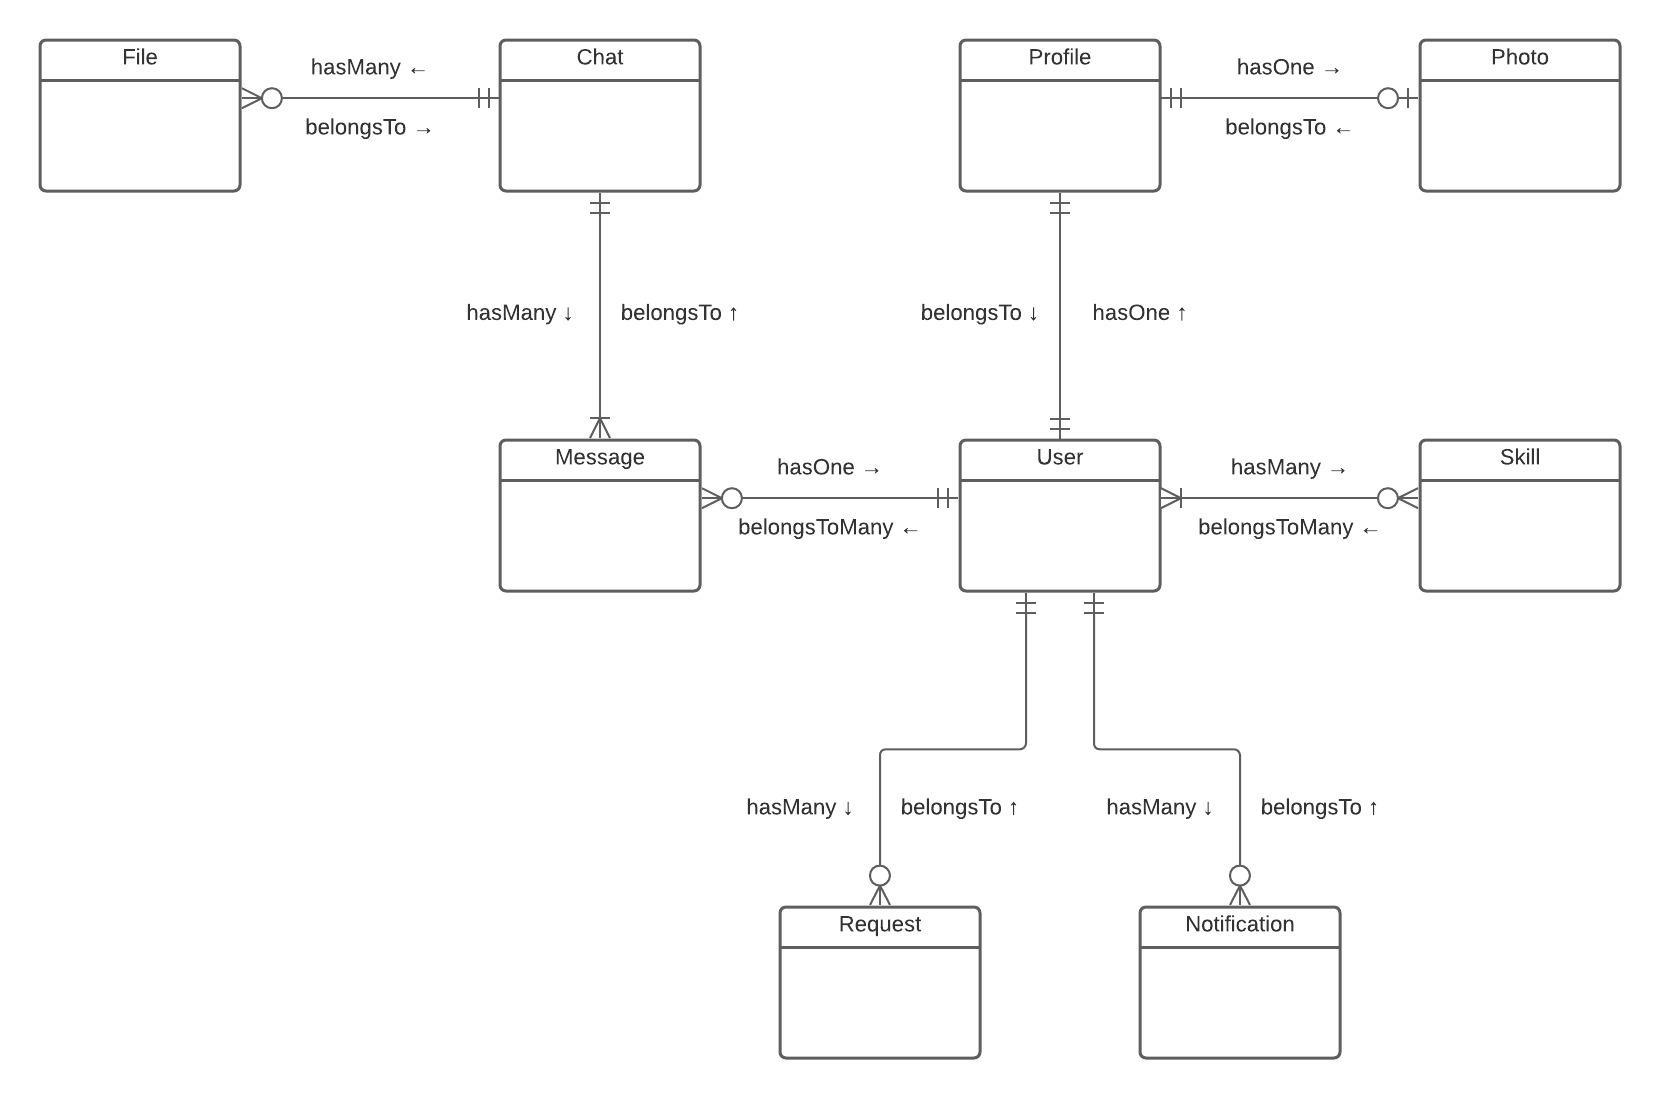 File
hasMany ←
Chat
Profile
hasOne →
Photo
belongsTo →
belongsTo ←
hasMany ↓
belongsTo ↑
belongsTo ↓
hasOne ↑
Message
hasOne →
User
hasMany →
Skill
belongsToMany ←
belongsToMany ←
hasMany ↓
belongsTo ↑
hasMany ↓
belongsTo ↑
Request
Notification